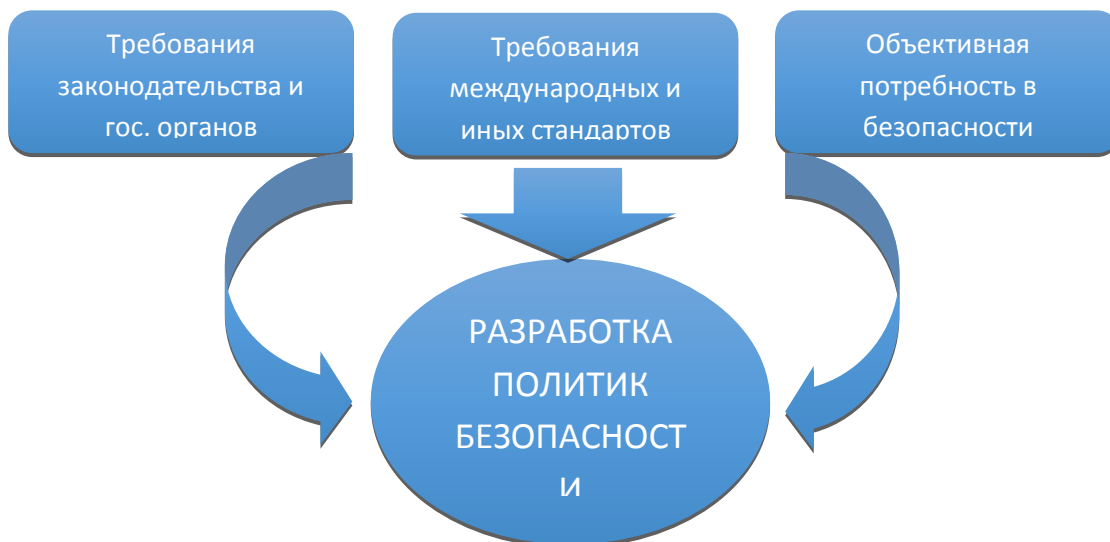 Требования
законодательства и
гос. органов
Требования
международных и
иных стандартов
Объективная
потребность в
безопасности
РАЗРАБОТКА
ПОЛИТИК
БЕЗОПАСНОСТ
И